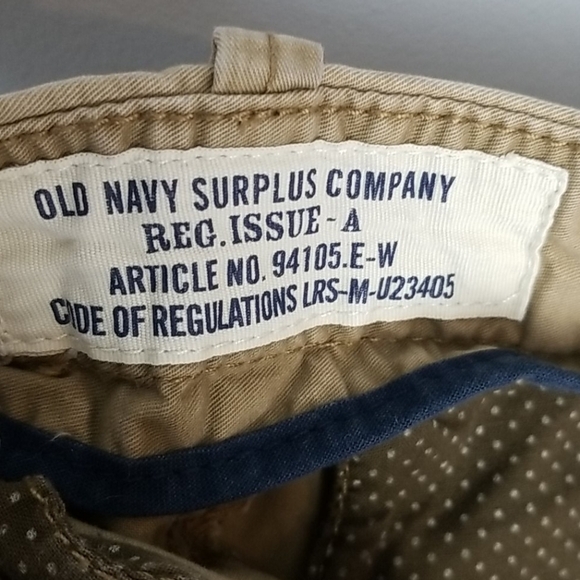 OLD NAVY SURPLUS COMPANY
REG. ISSUE-A
ARTICLE NO. 94105.E-W
CODE OF REGULATIONS LRS-M-U23405